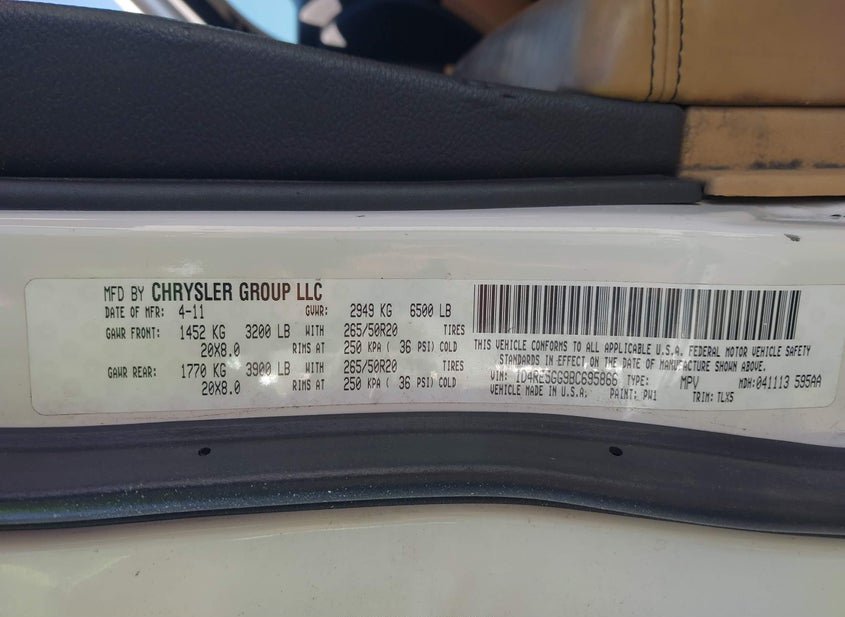 MFD BY CHRYSLER GROUP LLC
DATE OF MFR: 4-11 GVWR: 2949 KG 6500 LB
GAWR FRONT: 1452 KG 3200 LB WITH 265/50R20 TIRES
20X8.0 RIMS AT 250 KPA ( 36 PSI) COLD
GAWR REAR: 1770 KG 3900 LB WITH 265/50R20 TIRES
20X8.0 RIMS AT 250 KPA ( 36 PSI) COLD
THIS VEHICLE CONFORMS TO ALL APPLICABLE U.S.A. FEDERAL MOTOR VEHICLE SAFETY
STANDARDS IN EFFECT ON THE DATE OF MANUFACTURE SHOWN ABOVE.
VIN: 1D4RE5GG9BC695866 TYPE: MPV MDH: 041113 595AA
VEHICLE MADE IN U.S.A. PAINT: PW1 TRIM: TLX5